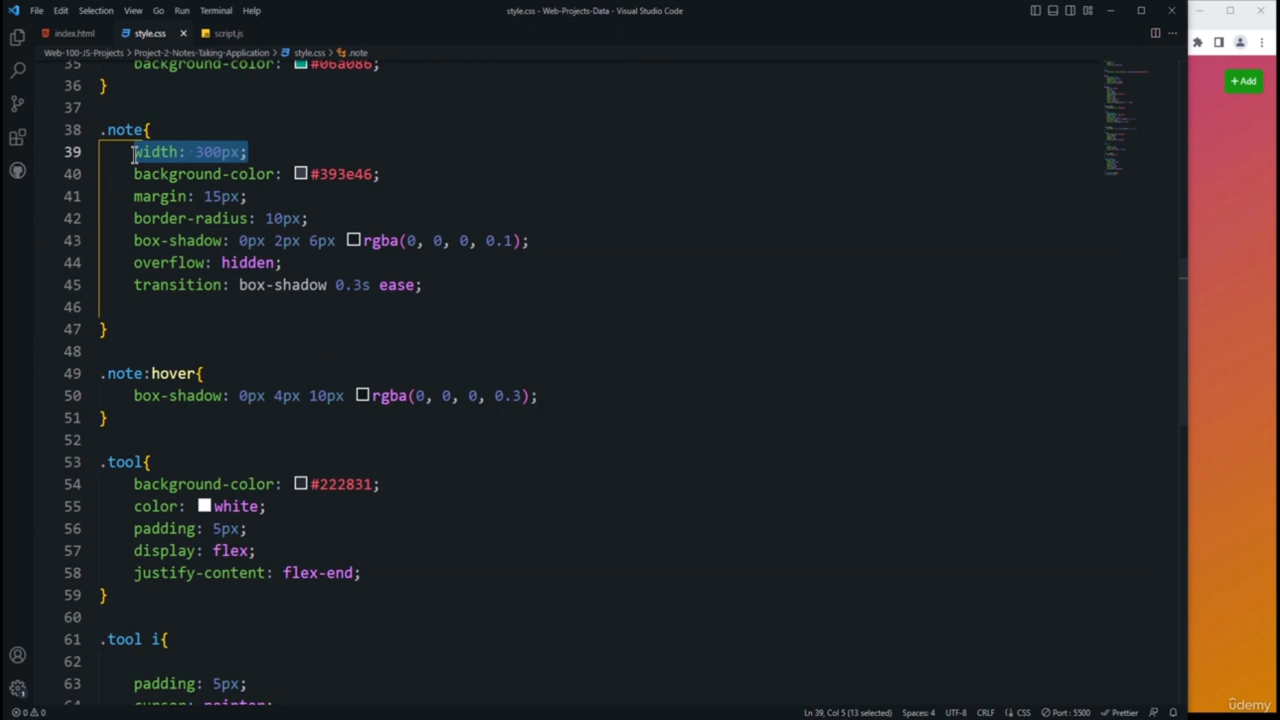 File Edit Selection View Go Run Terminal Help
style.css - Web-Projects-Data - Visual Studio Code
index.html style.css script.js
Web-100-JS-Projects > Project-2-Notes-Taking-Application > style.css > .note
35 background-color: #06a086;
36 }
37
38 .note{
39 width: 300px;
40 background-color: #393e46;
41 margin: 15px;
42 border-radius: 10px;
43 box-shadow: 0px 2px 6px rgba(0, 0, 0, 0.1);
44 overflow: hidden;
45 transition: box-shadow 0.3s ease;
46
47 }
48
49 .note:hover{
50 box-shadow: 0px 4px 10px rgba(0, 0, 0, 0.3);
51 }
52
53 .tool{
54 background-color: #222831;
55 color: white;
56 padding: 5px;
57 display: flex;
58 justify-content: flex-end;
59 }
60
61 .tool i{
62
63 padding: 5px;
64 cursor: pointer;
+ Add
0 0 Ln 39, Col 5 (13 selected) Spaces: 4 UTF-8 CRLF CSS Port : 5500 Prettier
1
ûdemy